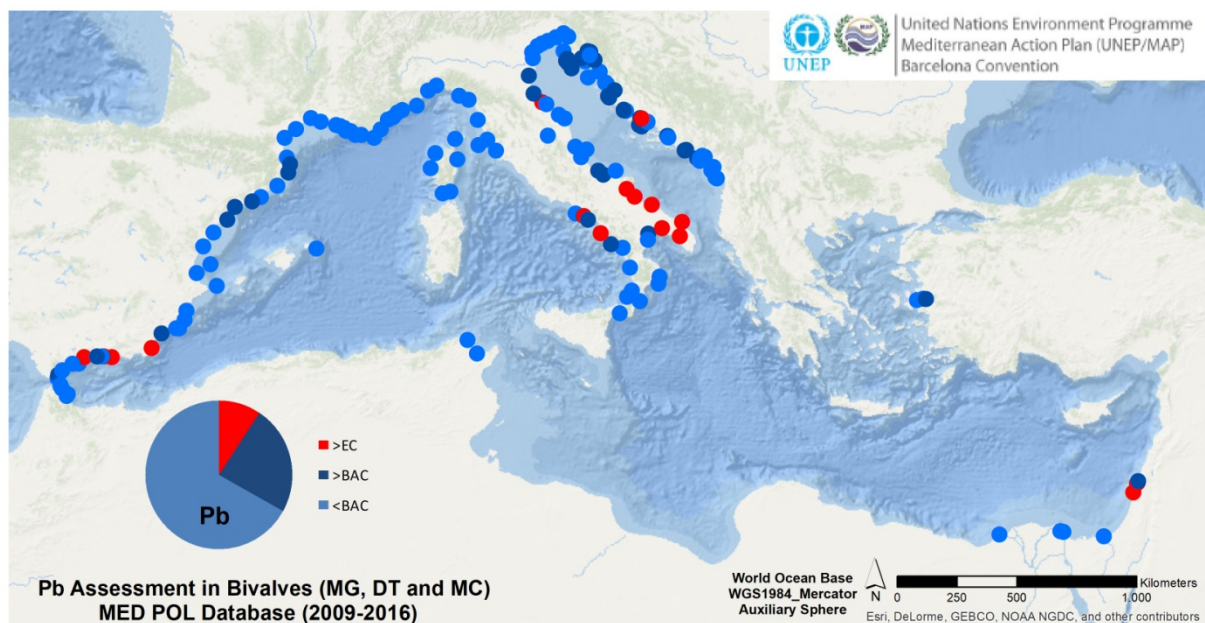 UNEP
MAP
United Nations Environment Programme
Mediterranean Action Plan (UNEP/MAP)
Barcelona Convention
>EC
>BAC
<BAC
Pb
Pb Assessment in Bivalves (MG, DT and MC)
MED POL Database (2009-2016)
World Ocean Base
WGS1984_Mercator
Auxiliary Sphere
N
Kilometers
0 250 500 1.000
Esri, DeLorme, GEBCO, NOAA NGDC, and other contributors